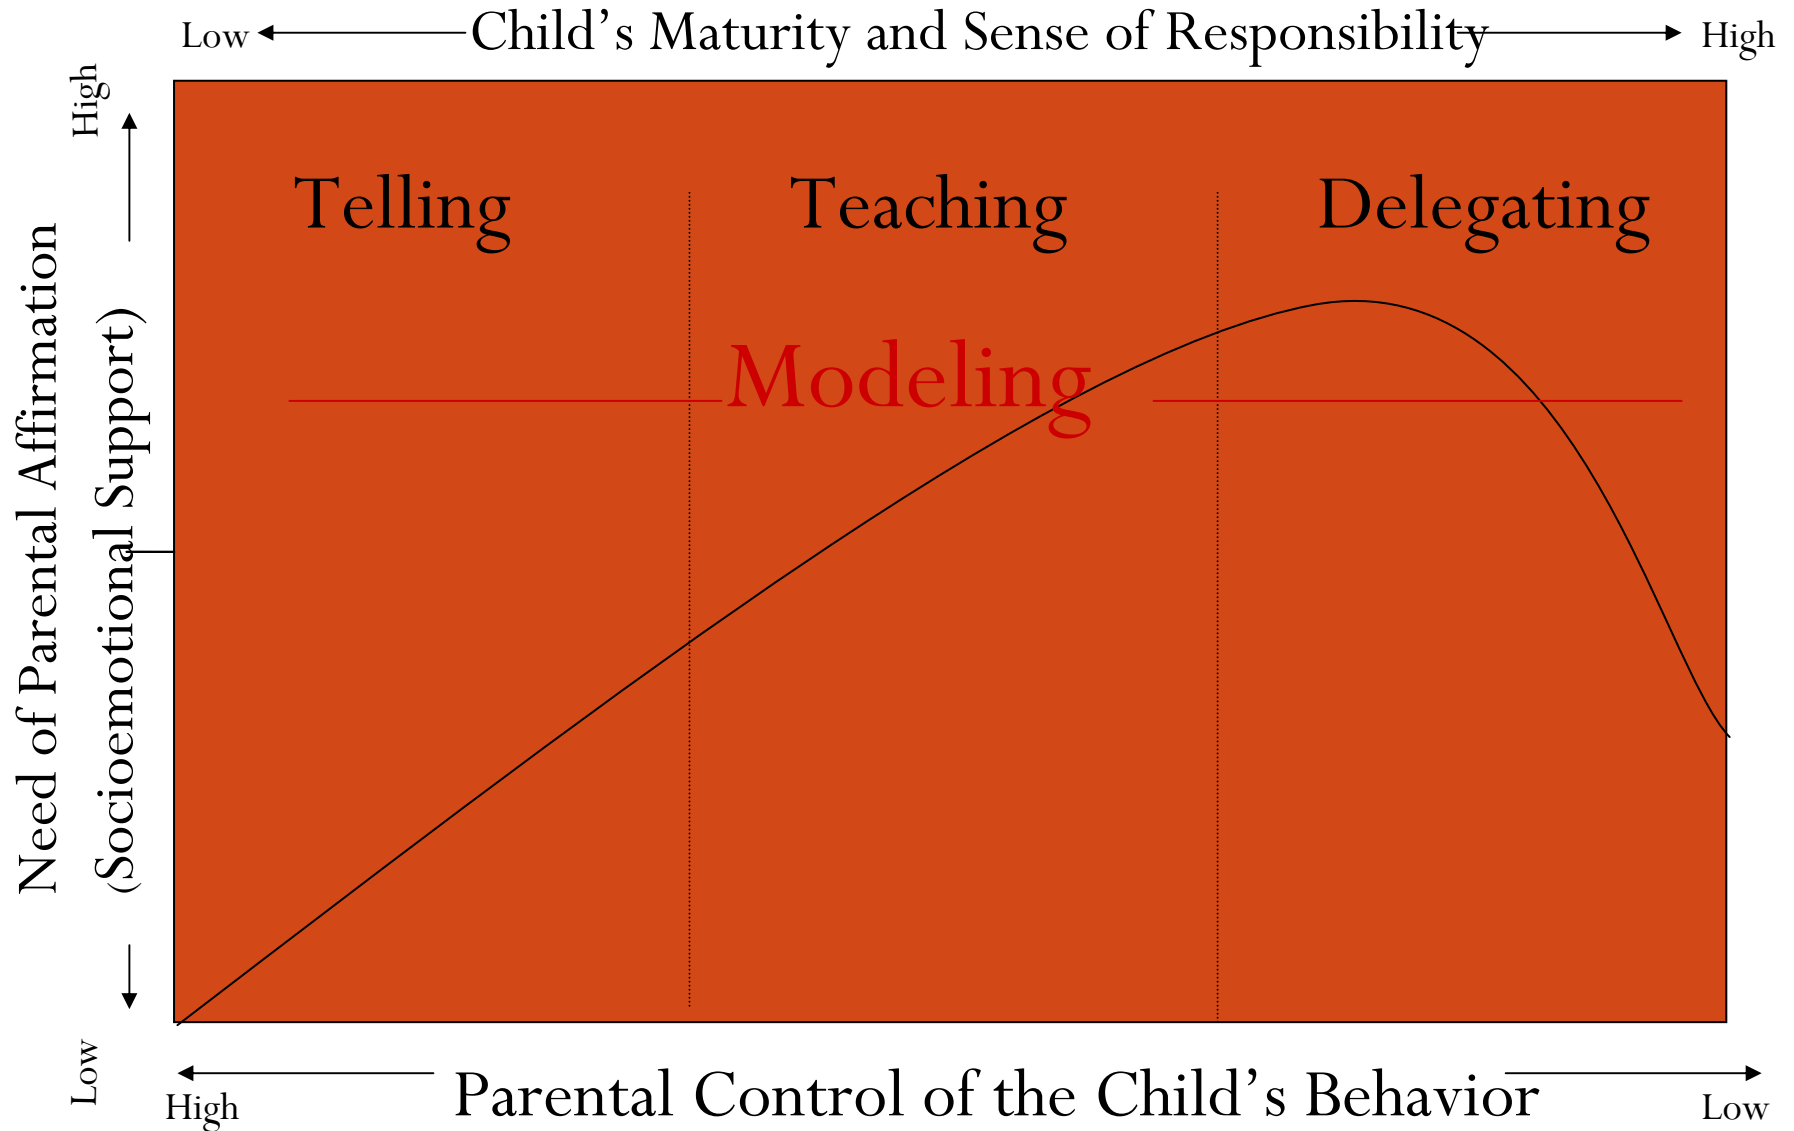 Low
Child’s Maturity and Sense of Responsibility
High
High
Need of Parental Affirmation
(Socioemotional Support)
Low
Telling
Teaching
Delegating
Modeling
High
Parental Control of the Child’s Behavior
Low